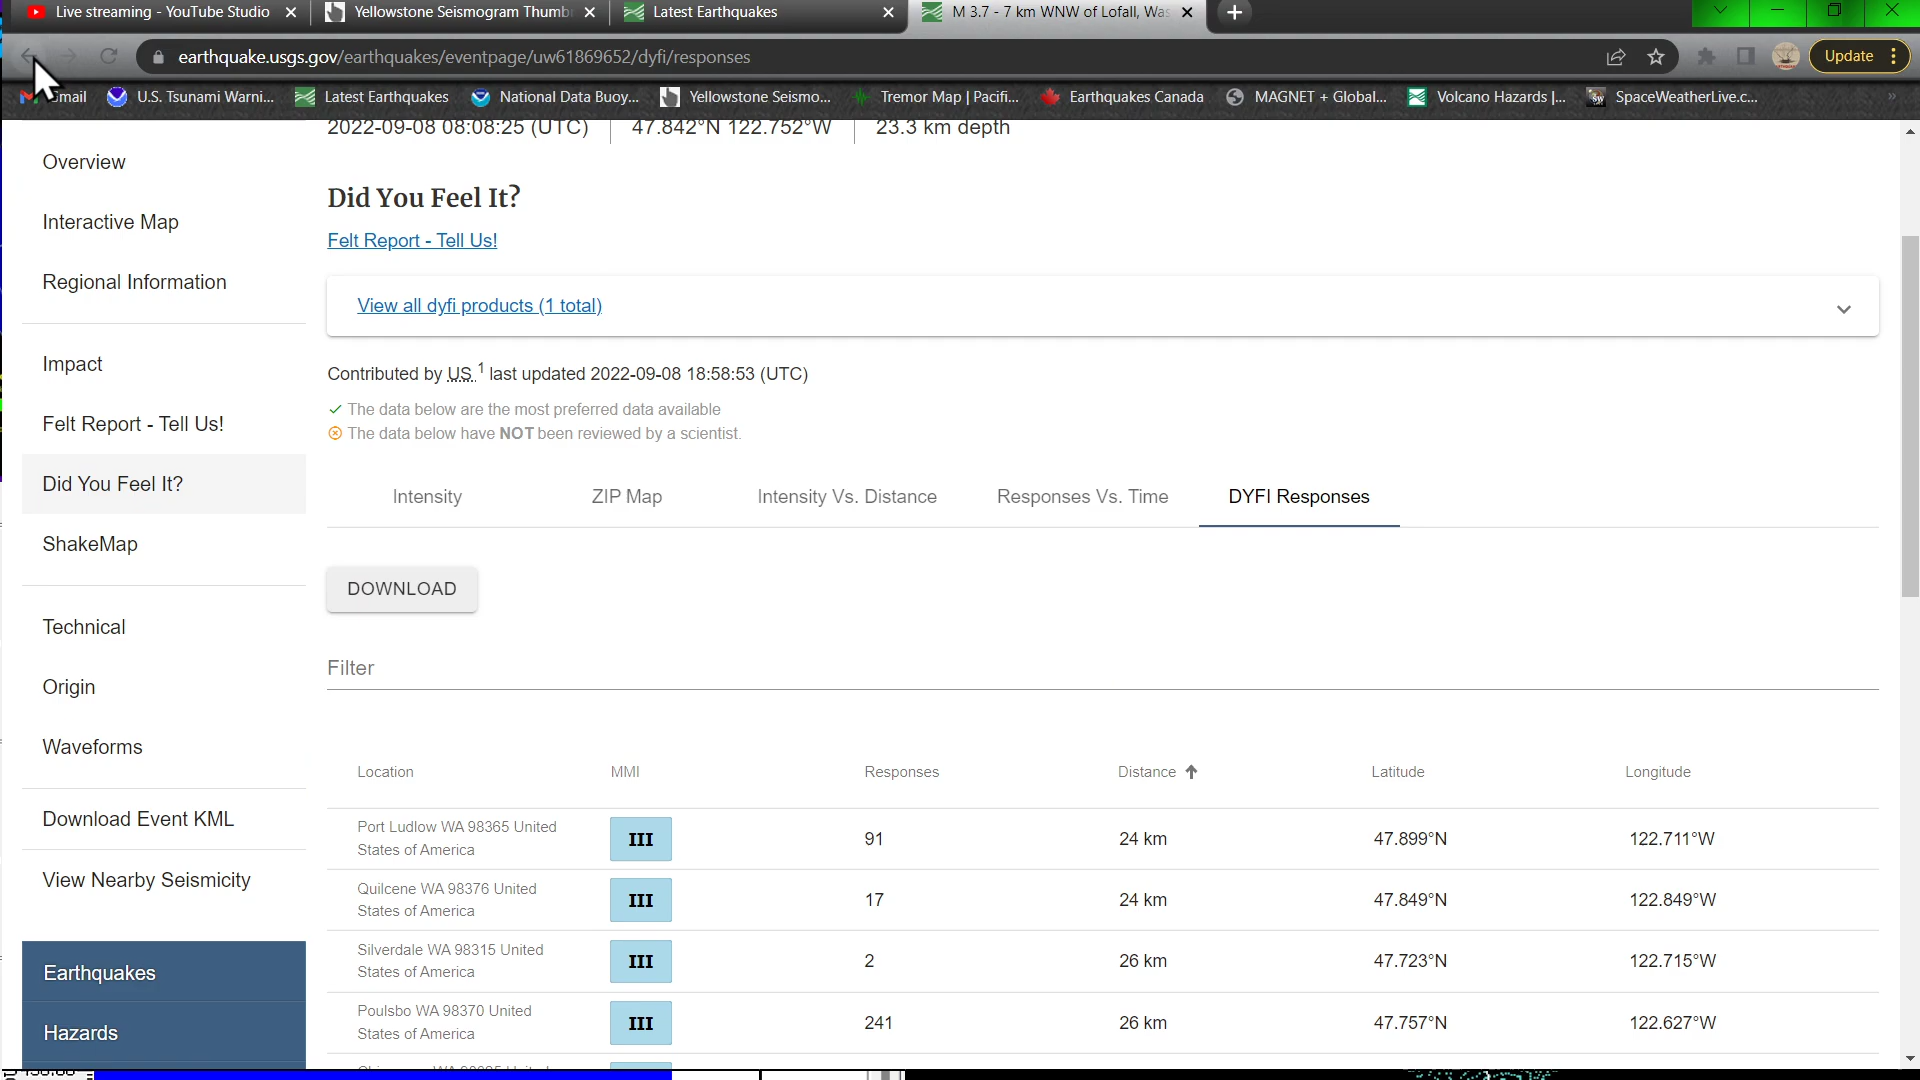 Live streaming - YouTube Studio
Yellowstone Seismogram Thumb
Latest Earthquakes
M 3.7 - 7 km WNW of Lofall, Was
earthquake.usgs.gov/earthquakes/eventpage/uw61869652/dyfi/responses
Update
U.S. Tsunami Warni...
Latest Earthquakes
National Data Buoy...
Yellowstone Seismo...
Tremor Map | Pacifi...
Earthquakes Canada
MAGNET + Global...
Volcano Hazards |...
SpaceWeatherLive.c...
2022-09-08 08:08:25 (UTC)
47.842°N 122.752°W
23.3 km depth
Overview
Interactive Map
Regional Information
Impact
Felt Report - Tell Us!
Did You Feel It?
ShakeMap
Technical
Origin
Waveforms
Download Event KML
View Nearby Seismicity
Earthquakes
Hazards
Did You Feel It?
Felt Report - Tell Us!
View all dyfi products (1 total)
Contributed by US 1 last updated 2022-09-08 18:58:53 (UTC)
The data below are the most preferred data available
The data below have NOT been reviewed by a scientist.
Intensity
ZIP Map
Intensity Vs. Distance
Responses Vs. Time
DYFI Responses
DOWNLOAD
Filter
Location MMI Responses Distance Latitude Longitude
Port Ludlow WA 98365 United
States of America
III 91 24 km 47.899°N 122.711°W
Quilcene WA 98376 United
States of America
III 17 24 km 47.849°N 122.849°W
Silverdale WA 98315 United
States of America
III 2 26 km 47.723°N 122.715°W
Poulsbo WA 98370 United
States of America
III 241 26 km 47.757°N 122.627°W